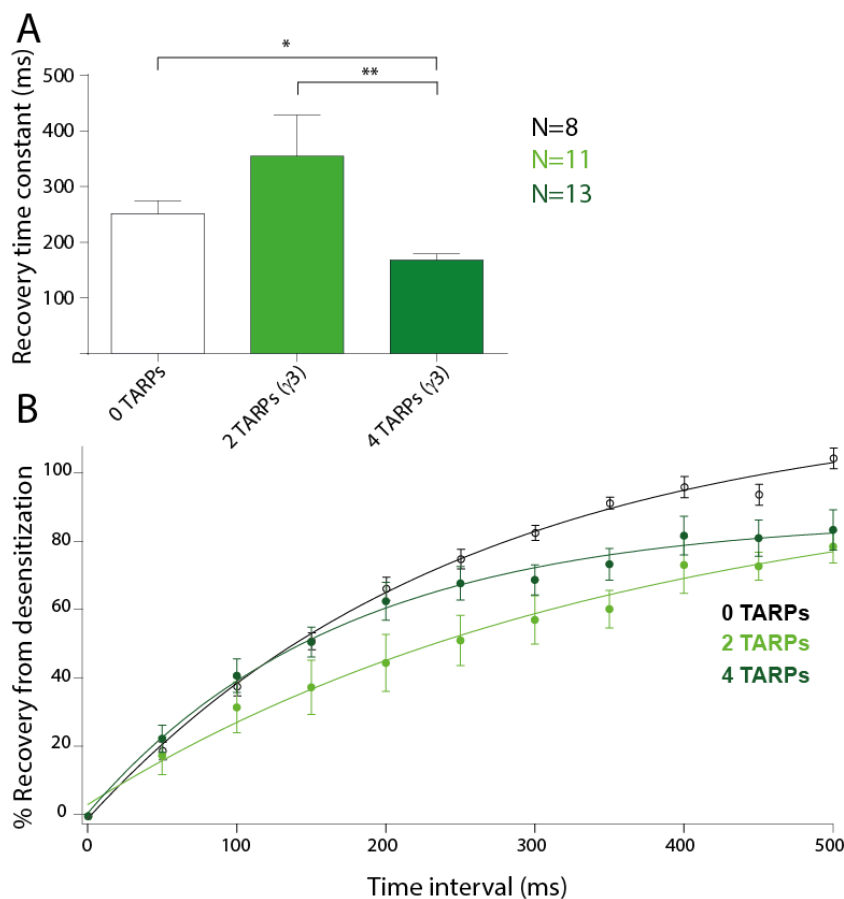 A
*
**
Recovery time constant (ms)
500
400
300
200
100
N=8
N=11
N=13
0 TARPs
2 TARPs (γ3)
4 TARPs (γ3)
B
% Recovery from desensitization
100
80
60
40
20
0
0 TARPs
2 TARPs
4 TARPs
0 100 200 300 400 500
Time interval (ms)